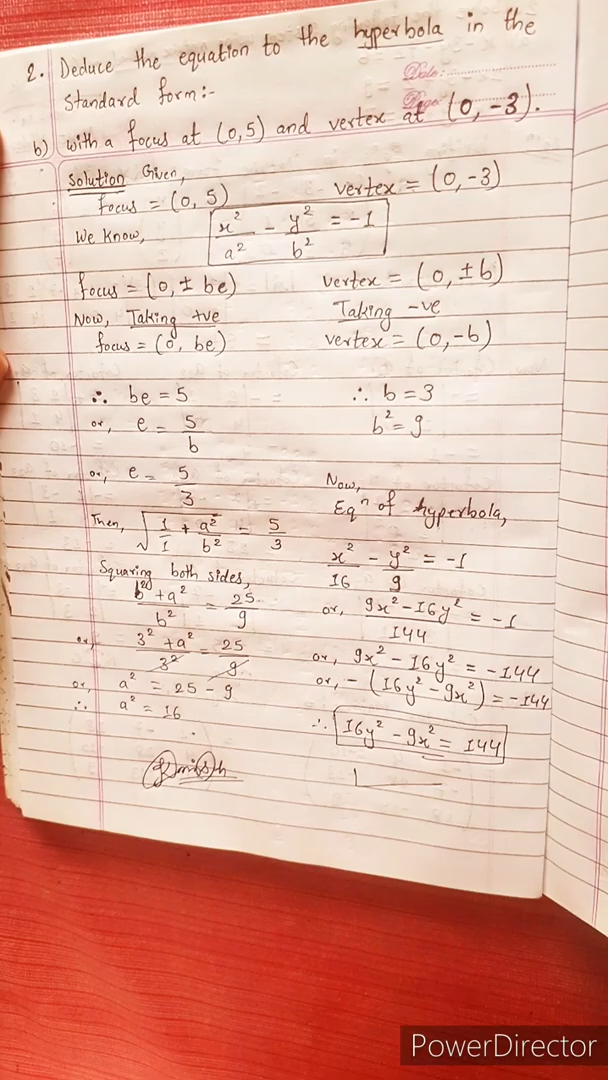 2. Deduce the equation to the hyperbola in the
Date:
standard form:-
Page:
b) with a focus at (0,5) and vertex at (0,-3).
Solution Given,
focus = (0, 5) vertex = (0,-3)
We know, x²/a² - y²/b² = -1
focus = (0, ± be) vertex = (0, ±b)
Now, Taking +ve Taking -ve
focus = (0, be) vertex = (0,-b)
∴ be = 5 ∴ b = 3
or, e = 5/b b² = 9
or, e = 5/3 Now,
Eqⁿ of hyperbola,
Then, √(1/1 + a²/b²) = 5/3
x²/16 - y²/9 = -1
Squaring both sides,
(b² + a²)/b² = 25/9 or, (9x² - 16y²)/144 = -1
or, (3² + a²)/3² = 25/9 or, 9x² - 16y² = -144
or, a² = 25 - 9 or, - (16y² - 9x²) = -144
∴ a² = 16
∴ 16y² - 9x² = 144
PowerDirector